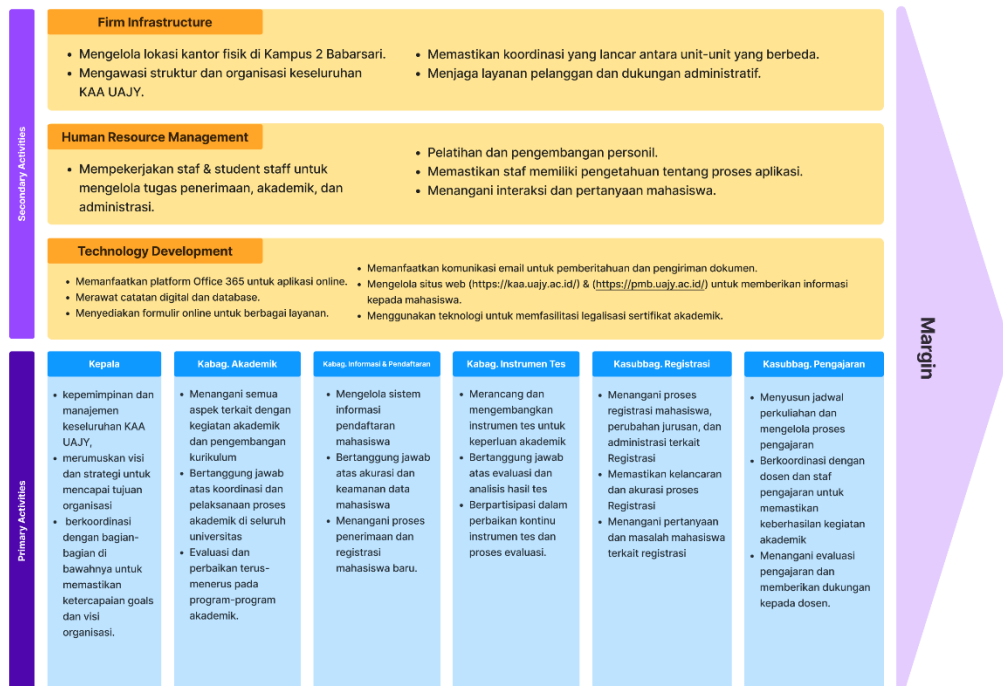 Secondary Activities
Firm Infrastructure
• Mengelola lokasi kantor fisik di Kampus 2 Babarsari.
• Mengawasi struktur dan organisasi keseluruhan
KAA UAJY.
• Memastikan koordinasi yang lancar antara unit-unit yang berbeda.
• Menjaga layanan pelanggan dan dukungan administratif.
Human Resource Management
• Mempekerjakan staf & student staff untuk
mengelola tugas penerimaan, akademik, dan
administrasi.
• Pelatihan dan pengembangan personil.
• Memastikan staf memiliki pengetahuan tentang proses aplikasi.
• Menangani interaksi dan pertanyaan mahasiswa.
Technology Development
• Memanfaatkan platform Office 365 untuk aplikasi online.
• Merawat catatan digital dan database.
• Menyediakan formulir online untuk berbagai layanan.
• Memanfaatkan komunikasi email untuk pemberitahuan dan pengiriman dokumen.
• Mengelola situs web (https://kaa.uajy.ac.id/) & (https://pmb.uajy.ac.id/) untuk memberikan informasi
kepada mahasiswa.
• Menggunakan teknologi untuk memfasilitasi legalisasi sertifikat akademik.
Primary Activities
Kepala
• kepemimpinan dan
manajemen
keseluruhan KAA
UAJY,
• merumuskan visi
dan strategi untuk
mencapai tujuan
organisasi
• berkoordinasi
dengan bagian-
bagian di
bawahnya untuk
memastikan
ketercapaian goals
dan visi
organisasi.
Kabag. Akademik
• Menangani semua
aspek terkait dengan
kegiatan akademik
dan pengembangan
kurikulum
• Bertanggung jawab
atas koordinasi dan
pelaksanaan proses
akademik di seluruh
universitas
• Evaluasi dan
perbaikan terus-
menerus pada
program-program
akademik.
Kabag. Informasi & Pendaftaran
• Mengelola sistem
informasi
pendaftaran
mahasiswa
• Bertanggung jawab
atas akurasi dan
keamanan data
mahasiswa
• Menangani proses
penerimaan dan
registrasi
mahasiswa baru.
Kabag. Instrumen Tes
• Merancang dan
mengembangkan
instrumen tes untuk
keperluan akademik
• Bertanggung jawab
atas evaluasi dan
analisis hasil tes
• Berpartisipasi dalam
perbaikan kontinu
instrumen tes dan
proses evaluasi.
Kasubbag. Registrasi
• Menangani proses
registrasi mahasiswa,
perubahan jurusan, dan
administrasi terkait
Registrasi
• Memastikan kelancaran
dan akurasi proses
Registrasi
• Menangani pertanyaan
dan masalah mahasiswa
terkait registrasi
Kasubbag. Pengajaran
• Menyusun jadwal
perkuliahan dan
mengelola proses
pengajaran
• Berkoordinasi dengan
dosen dan staf
pengajaran untuk
memastikan
keberhasilan kegiatan
akademik
• Menangani evaluasi
pengajaran dan
memberikan dukungan
kepada dosen.
Margin